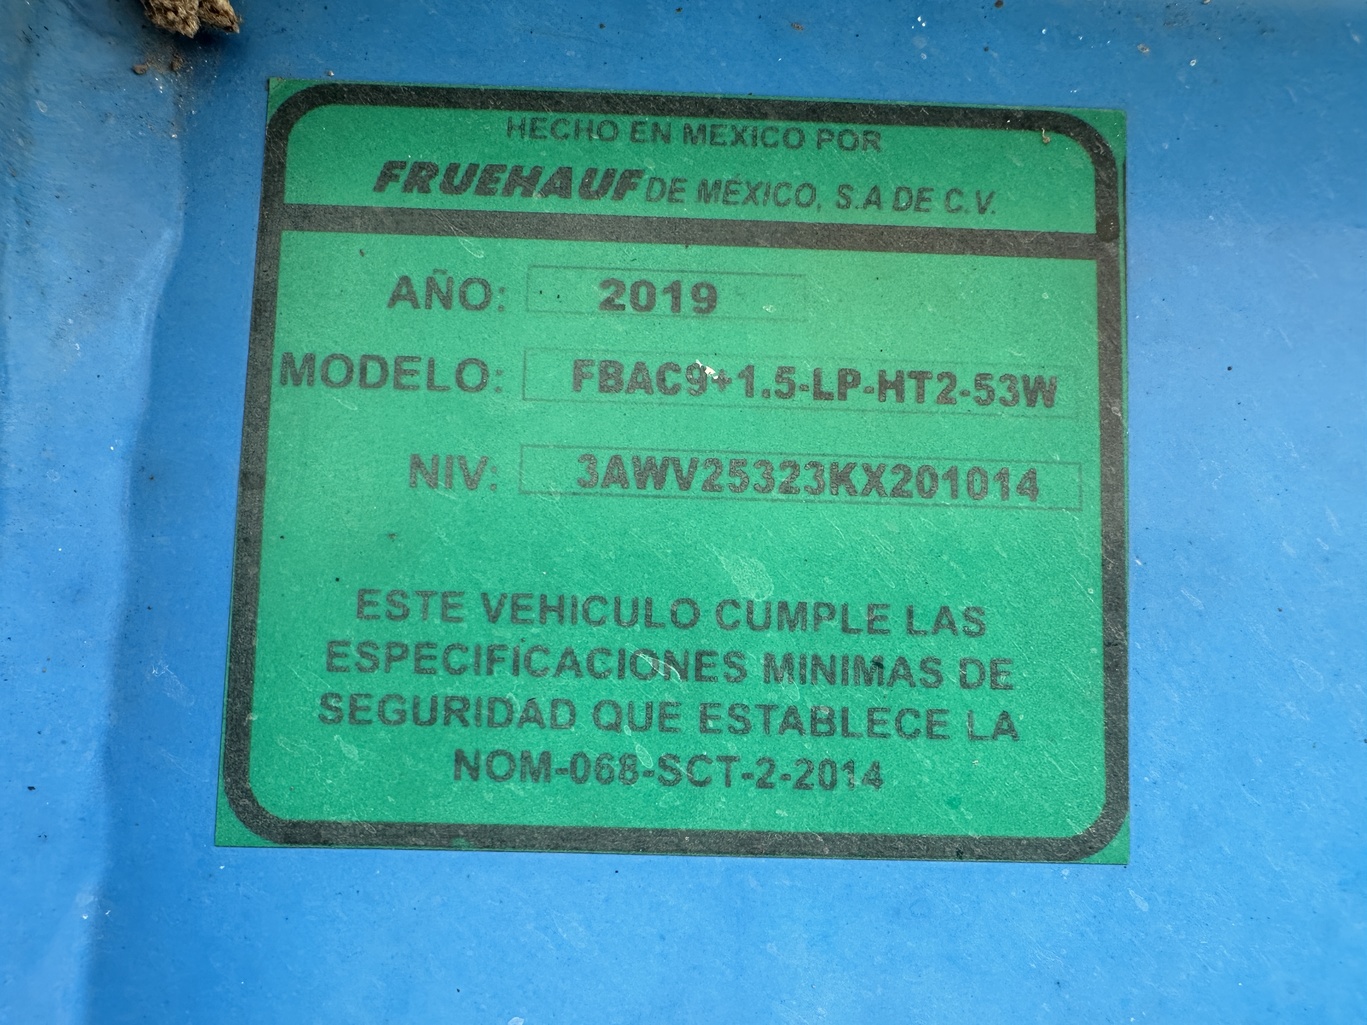 HECHO EN MEXICO POR
FRUEHAUF DE MEXICO, S.A DE C.V.
AÑO: 2019
MODELO: FBAC9+1.5-LP-HT2-53W
NIV: 3AWV25323KX201014
ESTE VEHICULO CUMPLE LAS
ESPECIFICACIONES MINIMAS DE
SEGURIDAD QUE ESTABLECE LA
NOM-068-SCT-2-2014